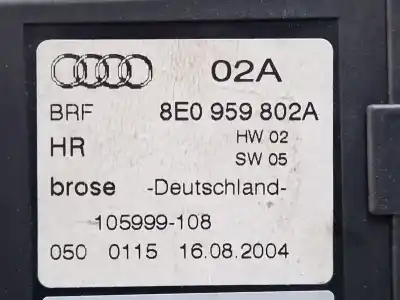 02A
BRF 8E0 959 802A
HR HW 02
SW 05
brose -Deutschland-
105999-108
050 0115 16.08.2004